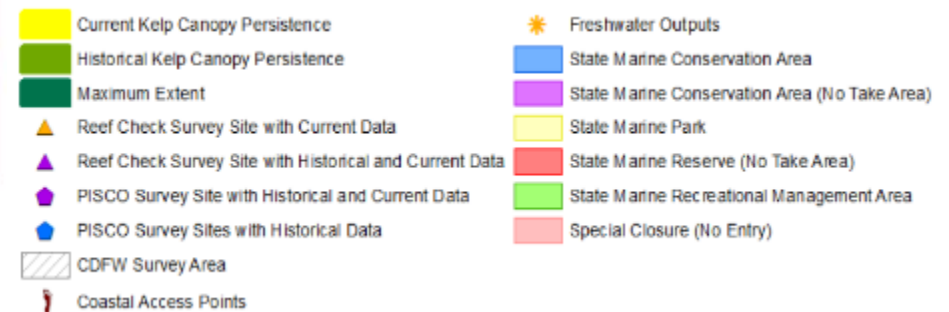 Current Kelp Canopy Persistence
Historical Kelp Canopy Persistence
Maximum Extent
Reef Check Survey Site with Current Data
Reef Check Survey Site with Historical and Current Data
PISCO Survey Site with Historical and Current Data
PISCO Survey Sites with Historical Data
CDFW Survey Area
Coastal Access Points
Freshwater Outputs
State Marine Conservation Area
State Marine Conservation Area (No Take Area)
State Marine Park
State Marine Reserve (No Take Area)
State Marine Recreational Management Area
Special Closure (No Entry)